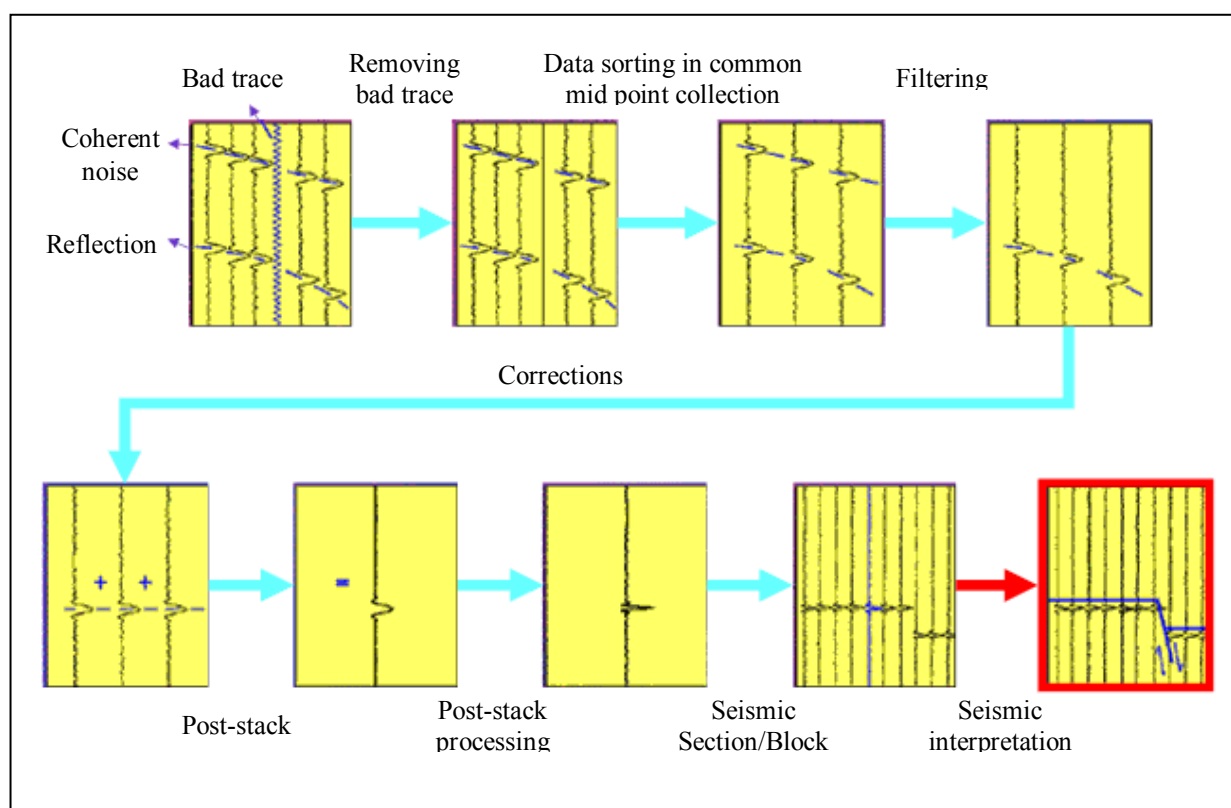 Bad trace
Removing
bad trace
Data sorting in common
mid point collection
Filtering
Coherent
noise
Reflection
Corrections
+ +
=
Post-stack
Post-stack
processing
Seismic
Section/Block
Seismic
interpretation